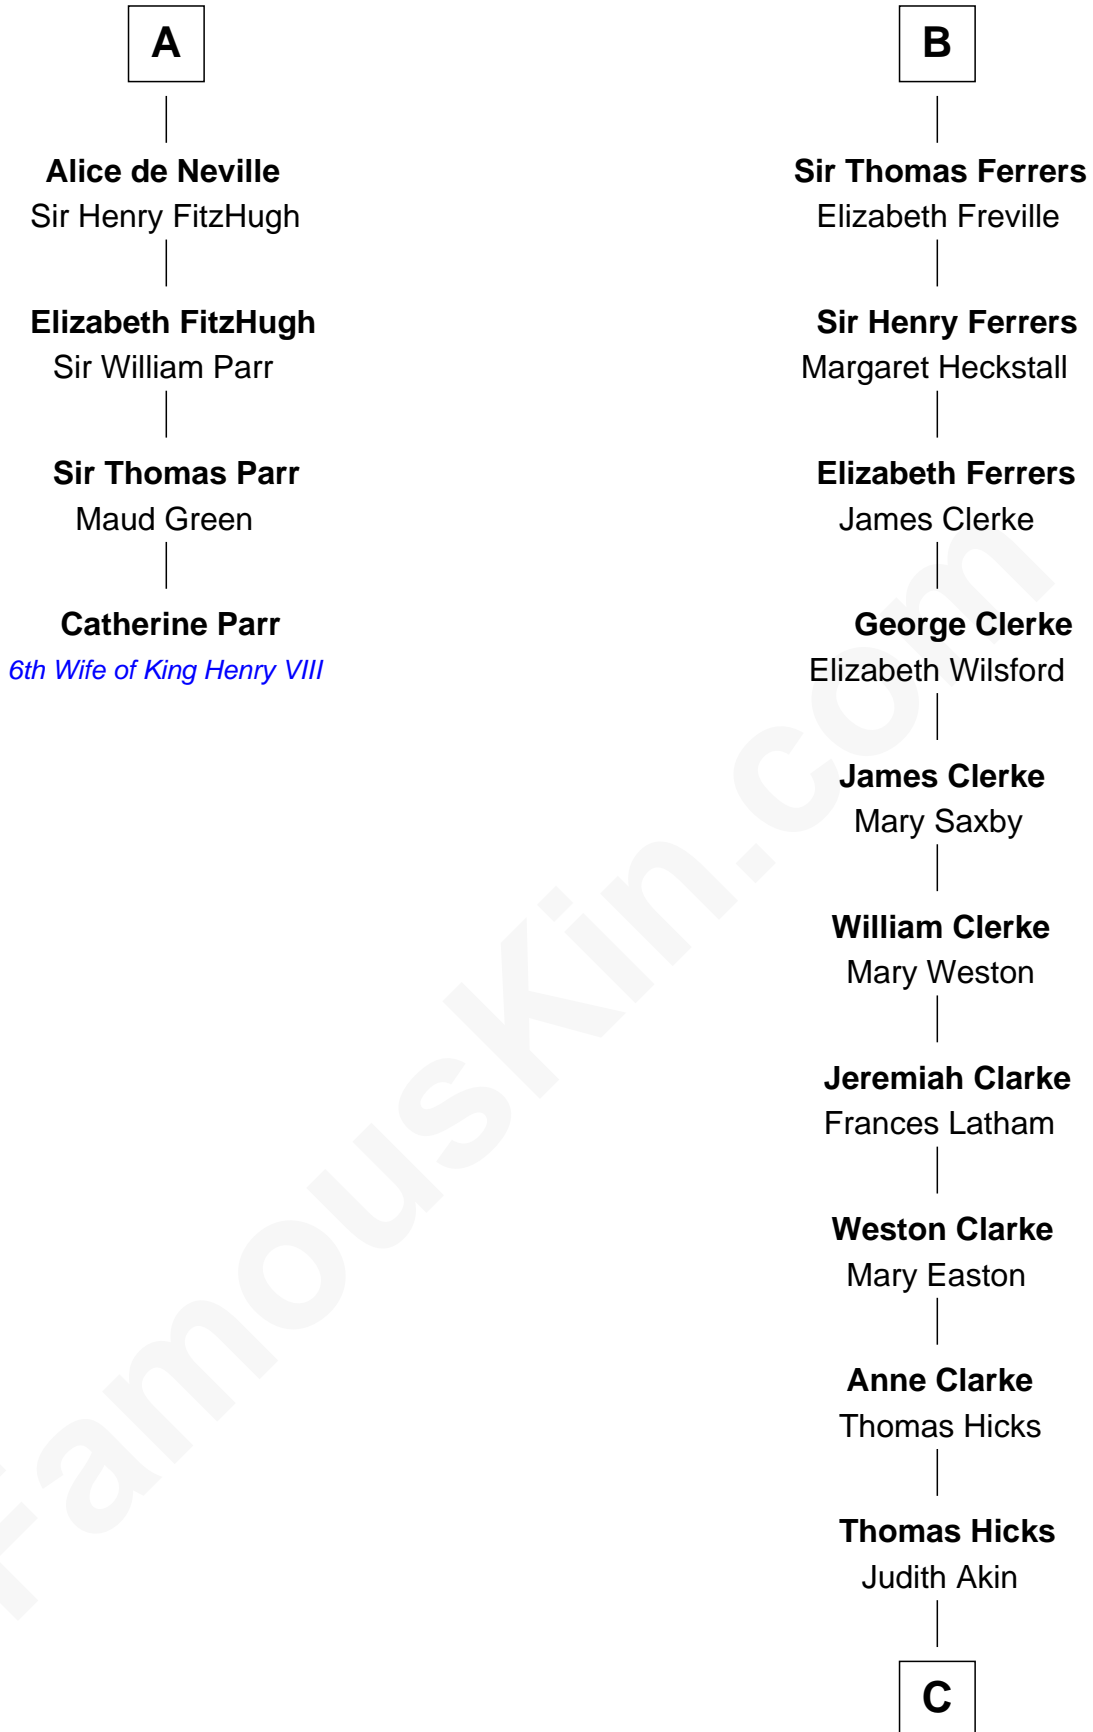 A
Alice de Neville
Sir Henry FitzHugh
Elizabeth FitzHugh
Sir William Parr
Sir Thomas Parr
Maud Green
Catherine Parr
6th Wife of King Henry VIII
B
Sir Thomas Ferrers
Elizabeth Freville
Sir Henry Ferrers
Margaret Heckstall
Elizabeth Ferrers
James Clerke
George Clerke
Elizabeth Wilsford
James Clerke
Mary Saxby
William Clerke
Mary Weston
Jeremiah Clarke
Frances Latham
Weston Clarke
Mary Easton
Anne Clarke
Thomas Hicks
Thomas Hicks
Judith Akin
C
FamousKin.com